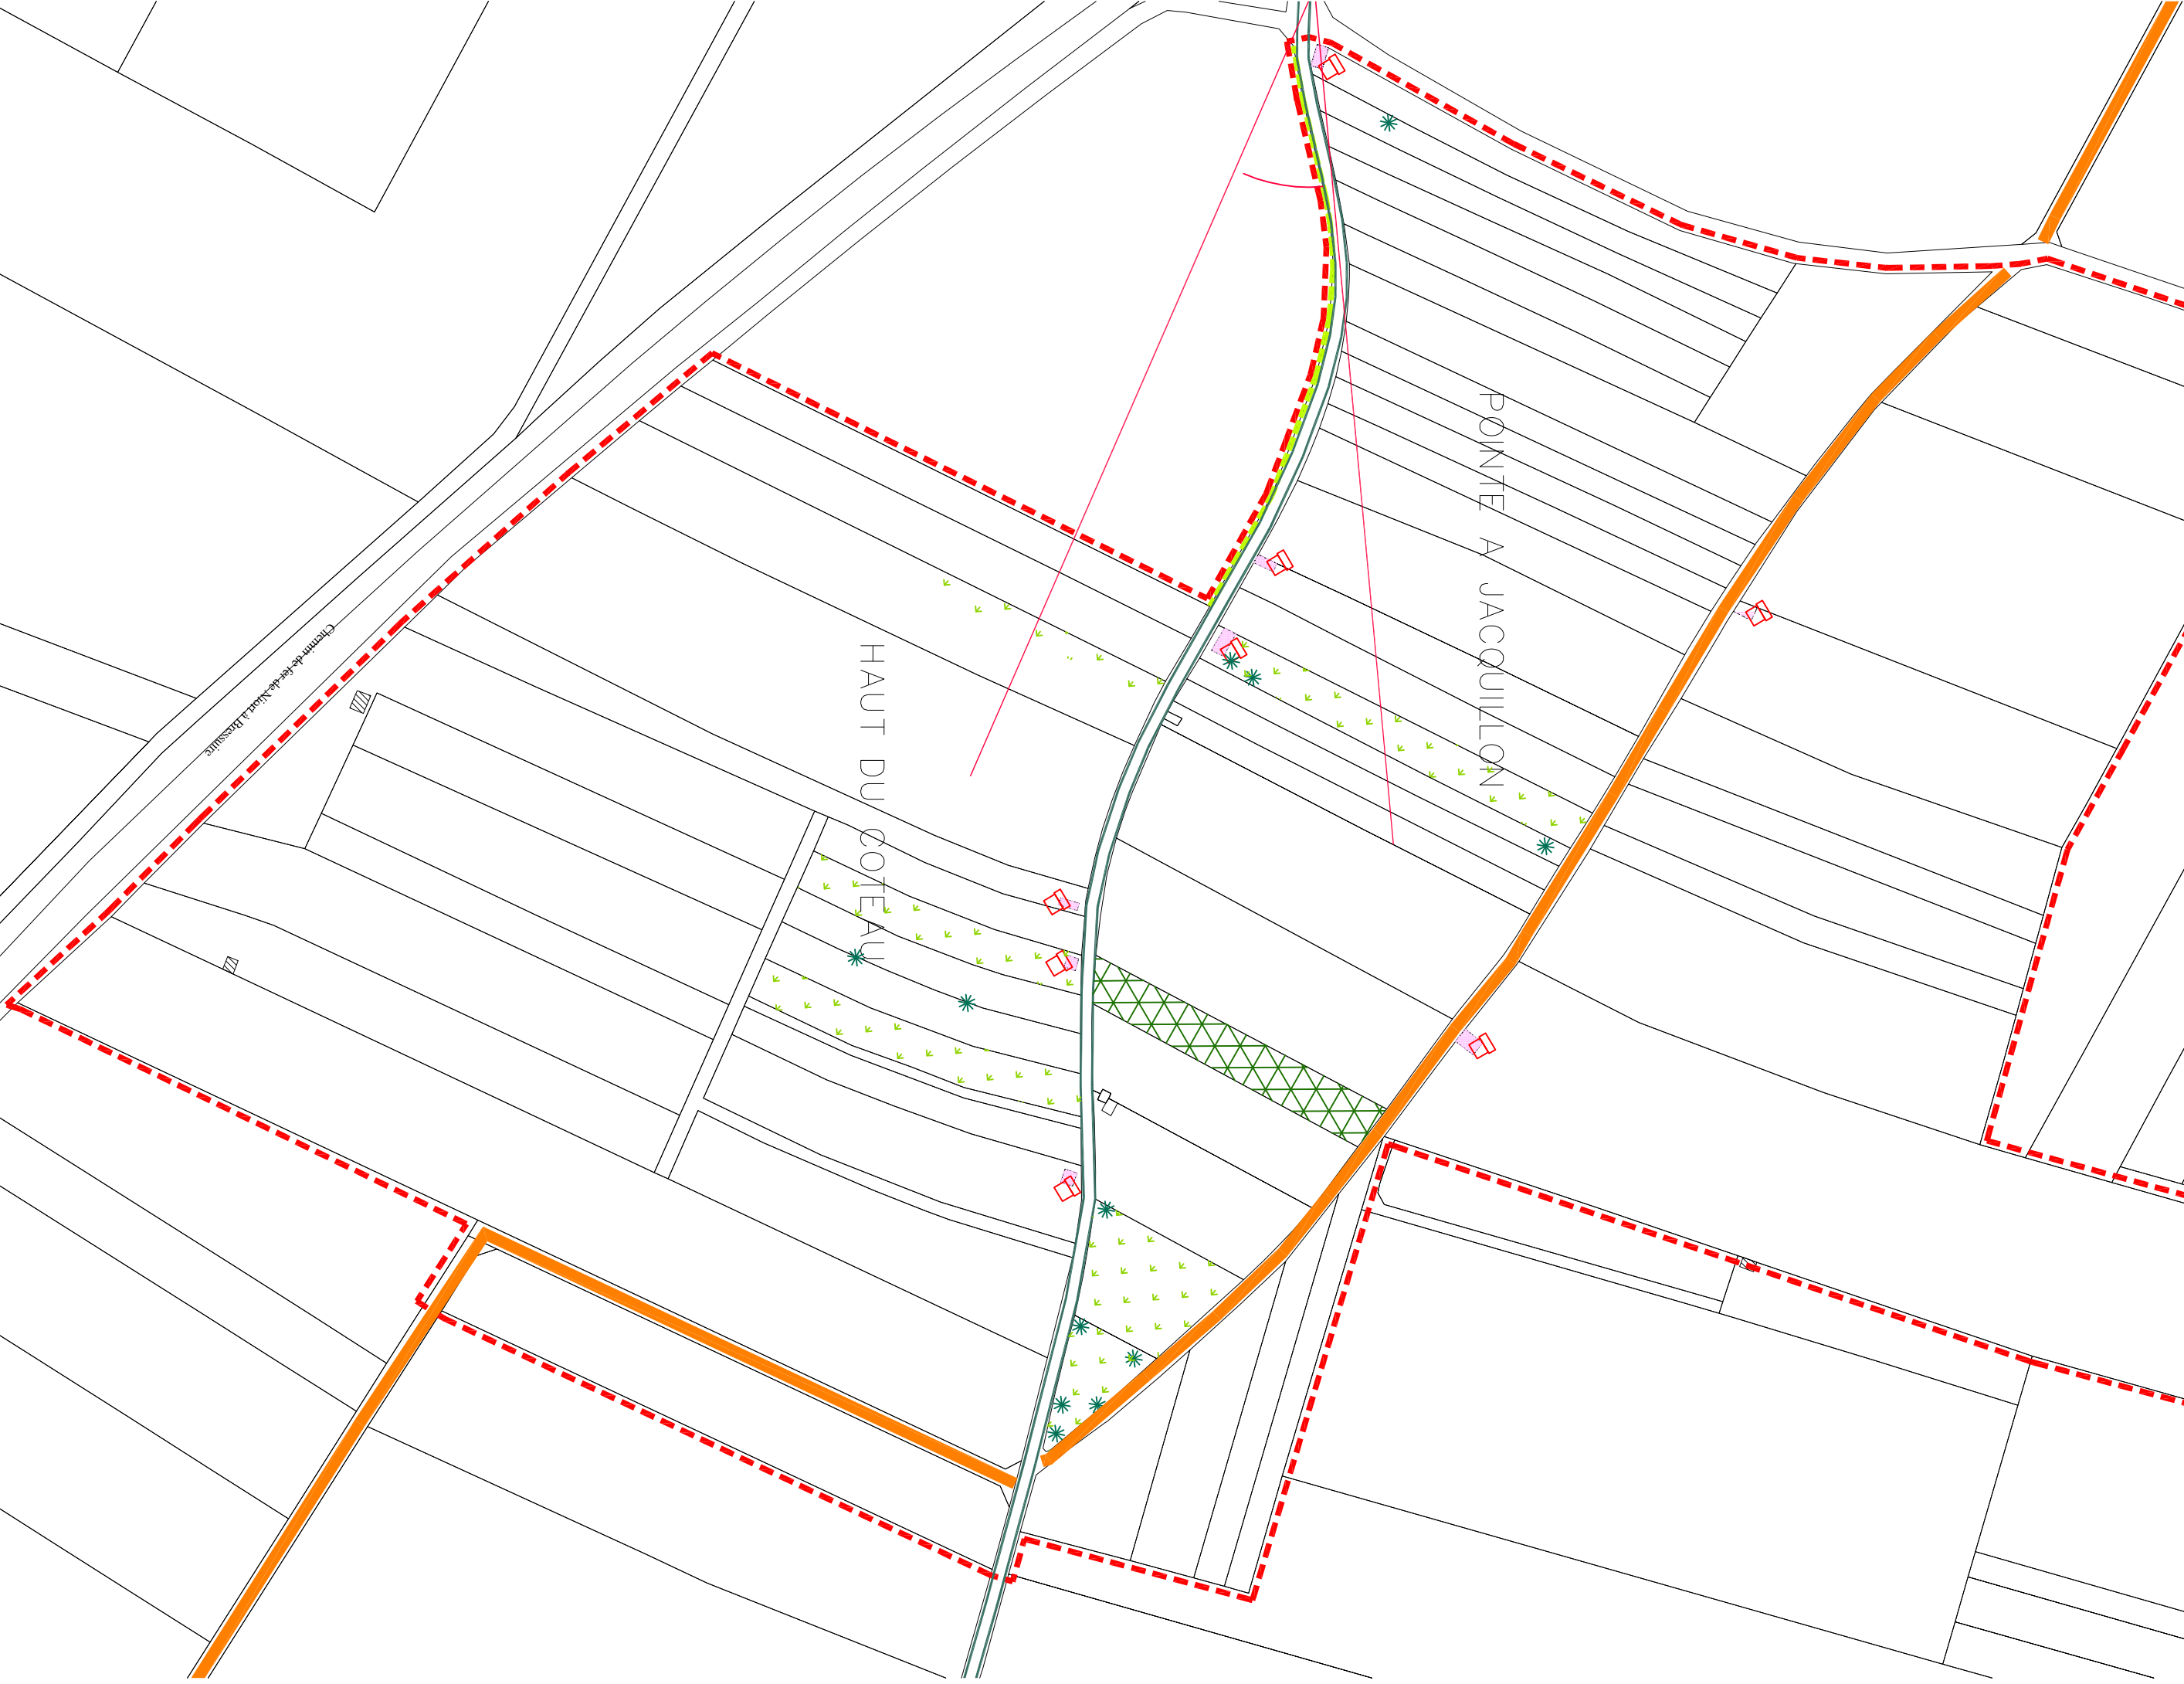 POINTE A JACQUILLON
HAUT DU COTEAU
Chemin de fer de Niort à Bressuire